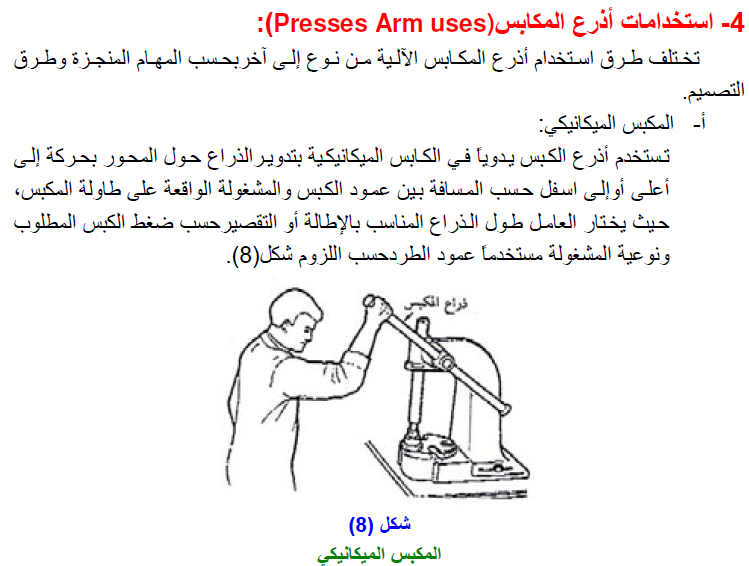 4- استخدامات أذرع المكابس(Presses Arm uses):
تختلف طرق استخدام أذرع المكابس الآلية من نوع إلى آخربحسب المهام المنجزة وطرق
التصميم.
أ- المكبس الميكانيكي:
تستخدم أذرع الكبس يدوياً في الكابس الميكانيكية بتدويرالذراع حول المحور بحركة إلى
أعلى أوإلى اسفل حسب المسافة بين عمود الكبس والمشغولة الواقعة على طاولة المكبس،
حيث يختار العامل طول الذراع المناسب بالإطالة أو التقصيرحسب ضغط الكبس المطلوب
ونوعية المشغولة مستخدماً عمود الطردحسب اللزوم شكل(8).
ذراع المكبس
شكل (8)
المكبس الميكانيكي